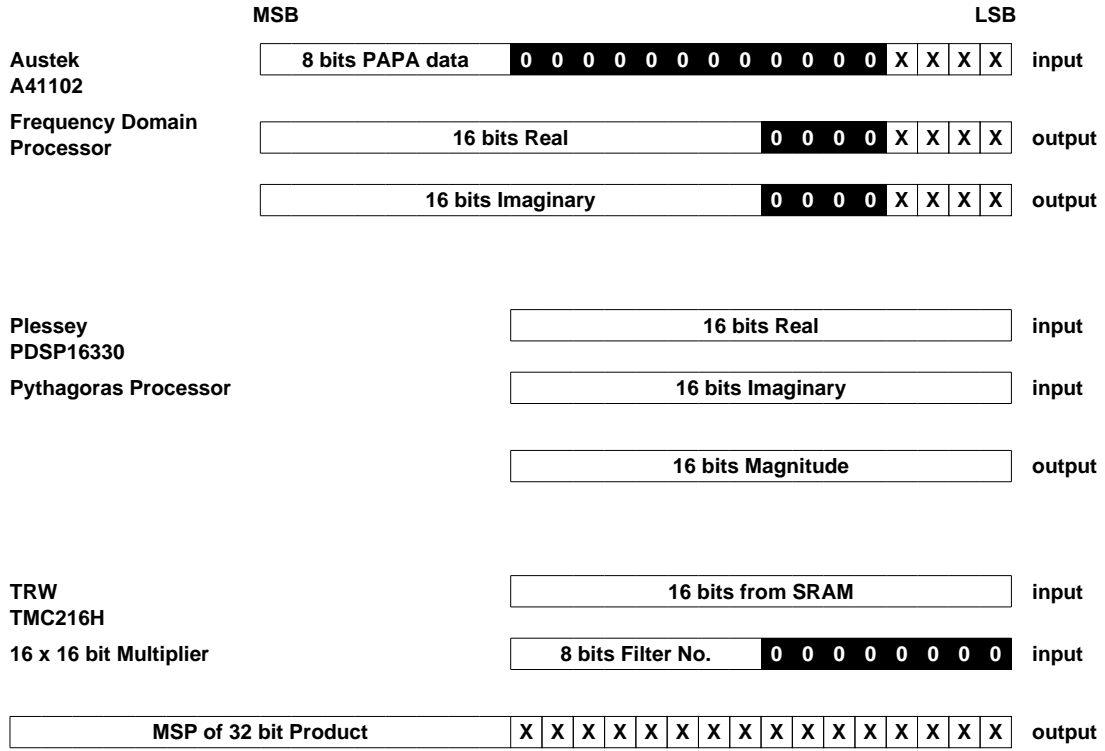 MSB LSB
Austek 8 bits PAPA data 0 0 0 0 0 0 0 0 0 0 0 0 X X X X input
A41102
Frequency Domain
Processor 16 bits Real 0 0 0 0 X X X X output
16 bits Imaginary 0 0 0 0 X X X X output
Plessey 16 bits Real input
PDSP16330
Pythagoras Processor 16 bits Imaginary input
16 bits Magnitude output
TRW 16 bits from SRAM input
TMC216H
16 x 16 bit Multiplier 8 bits Filter No. 0 0 0 0 0 0 0 0 input
MSP of 32 bit Product X X X X X X X X X X X X X X X X output